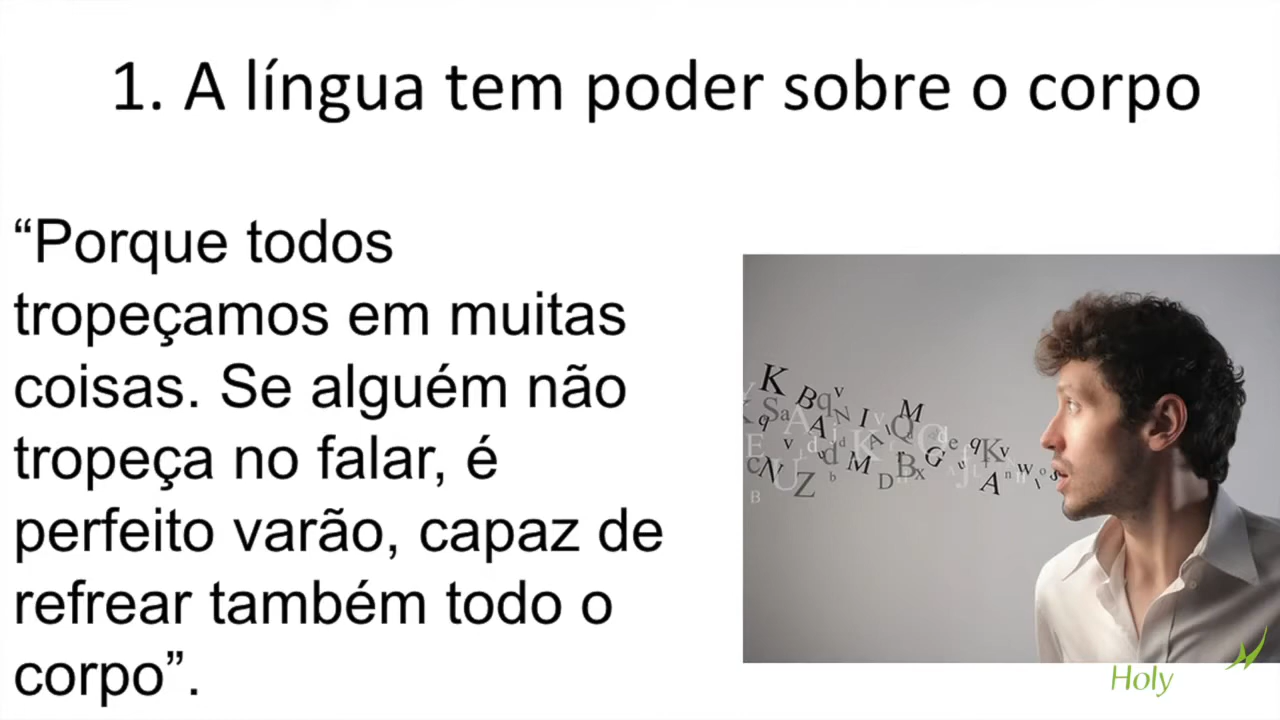 1. A língua tem poder sobre o corpo
“Porque todos
tropeçamos em muitas
coisas. Se alguém não
tropeça no falar, é
perfeito varão, capaz de
refrear também todo o
corpo”.
Holy